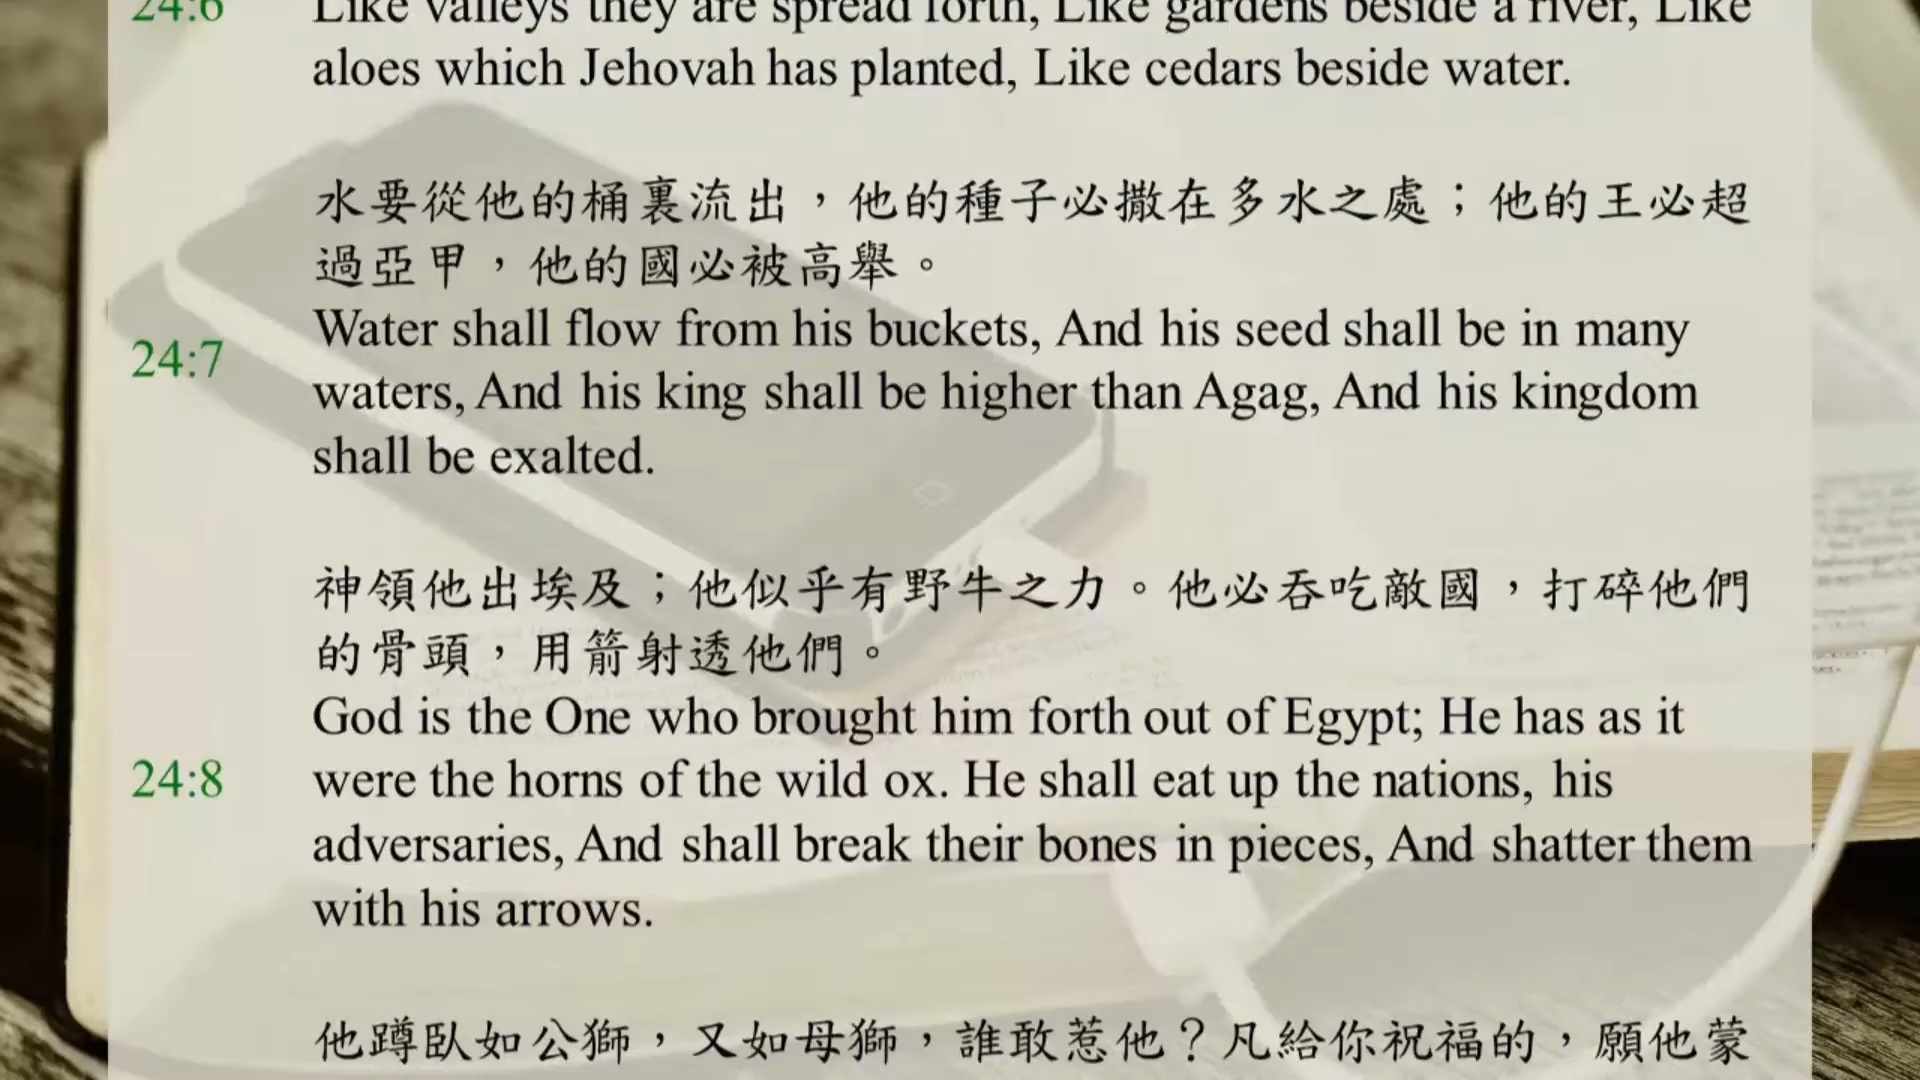 24:6 Like valleys they are spread forth, Like gardens beside a river, Like
aloes which Jehovah has planted, Like cedars beside water.
水要從他的桶裏流出，他的種子必撒在多水之處；他的王必超
過亞甲，他的國必被高舉。
Water shall flow from his buckets, And his seed shall be in many
24:7
waters, And his king shall be higher than Agag, And his kingdom
shall be exalted.
神領他出埃及；他似乎有野牛之力。他必吞吃敵國，打碎他們
的骨頭，用箭射透他們。
God is the One who brought him forth out of Egypt; He has as it
24:8 were the horns of the wild ox. He shall eat up the nations, his
adversaries, And shall break their bones in pieces, And shatter them
with his arrows.
他蹲臥如公獅，又如母獅，誰敢惹他？凡給你祝福的，願他蒙